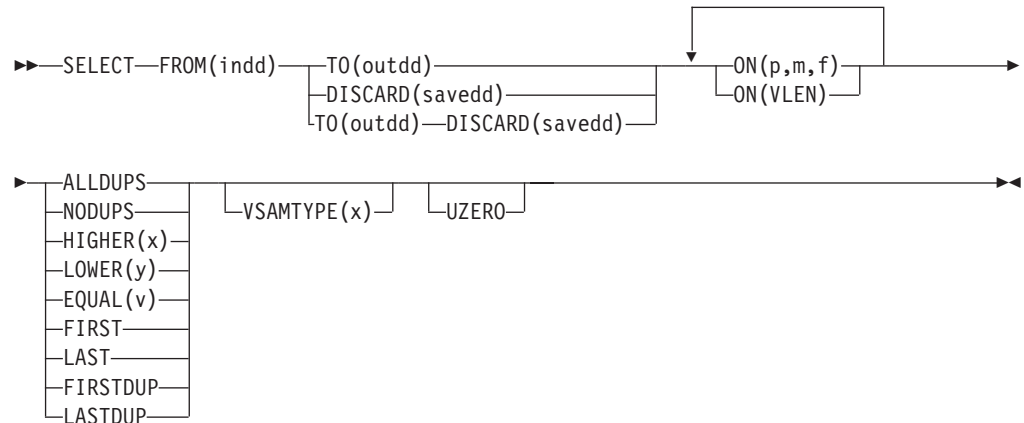 SELECT FROM(indd) TO(outdd) ON(p,m,f)
DISCARD(savedd) ON(VLEN)
TO(outdd) DISCARD(savedd)
ALLDUPS
NODUPS VSAMTYPE(x) UZERO
HIGHER(x)
LOWER(y)
EQUAL(v)
FIRST
LAST
FIRSTDUP
LASTDUP